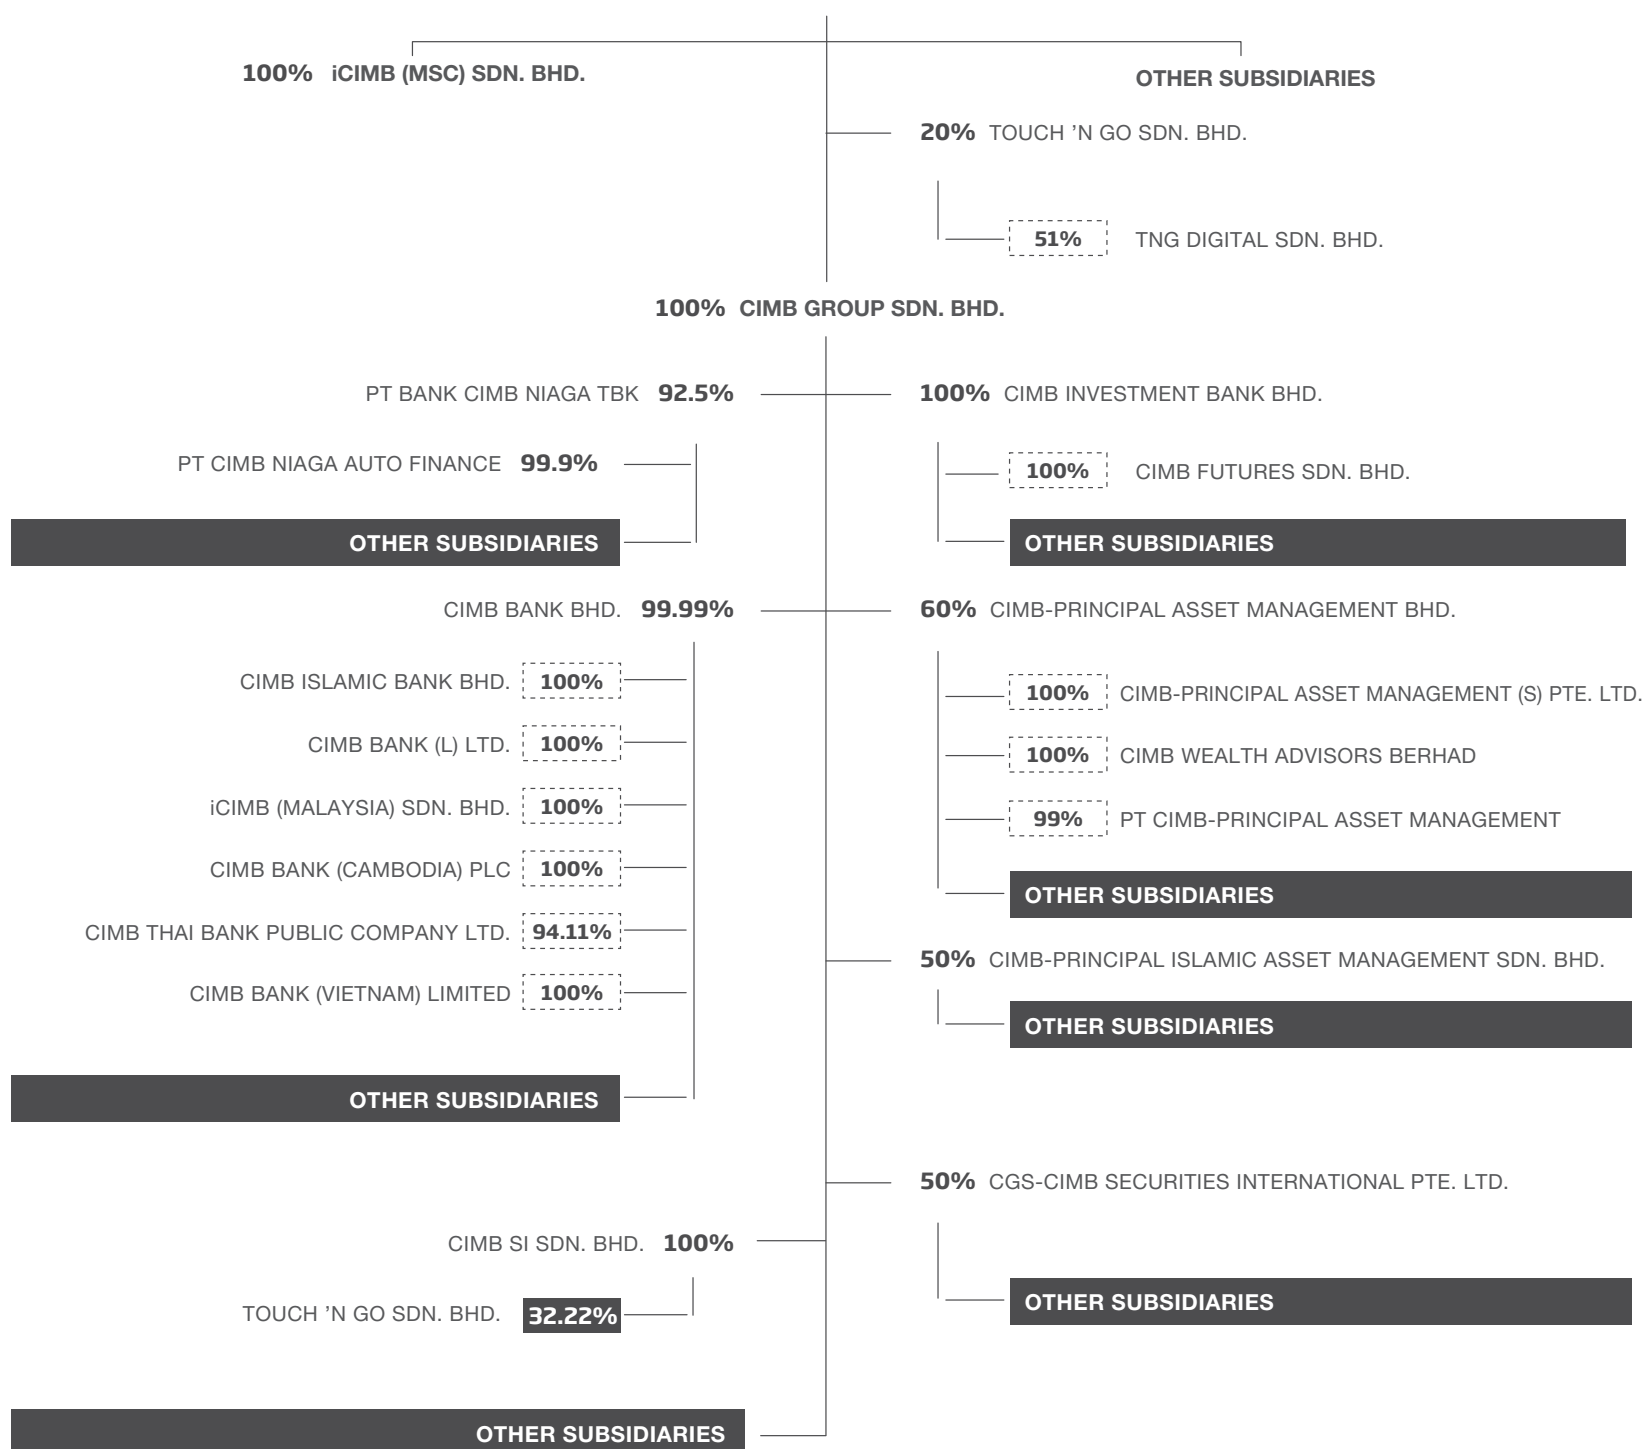 100% iCIMB (MSC) SDN. BHD.
OTHER SUBSIDIARIES
20% TOUCH ’N GO SDN. BHD.
51% TNG DIGITAL SDN. BHD.
100% CIMB GROUP SDN. BHD.
PT BANK CIMB NIAGA TBK 92.5%
PT CIMB NIAGA AUTO FINANCE 99.9%
OTHER SUBSIDIARIES
100% CIMB INVESTMENT BANK BHD.
100% CIMB FUTURES SDN. BHD.
OTHER SUBSIDIARIES
CIMB BANK BHD. 99.99%
CIMB ISLAMIC BANK BHD. 100%
CIMB BANK (L) LTD. 100%
iCIMB (MALAYSIA) SDN. BHD. 100%
CIMB BANK (CAMBODIA) PLC 100%
CIMB THAI BANK PUBLIC COMPANY LTD. 94.11%
CIMB BANK (VIETNAM) LIMITED 100%
OTHER SUBSIDIARIES
60% CIMB-PRINCIPAL ASSET MANAGEMENT BHD.
100% CIMB-PRINCIPAL ASSET MANAGEMENT (S) PTE. LTD.
100% CIMB WEALTH ADVISORS BERHAD
99% PT CIMB-PRINCIPAL ASSET MANAGEMENT
OTHER SUBSIDIARIES
50% CIMB-PRINCIPAL ISLAMIC ASSET MANAGEMENT SDN. BHD.
OTHER SUBSIDIARIES
50% CGS-CIMB SECURITIES INTERNATIONAL PTE. LTD.
OTHER SUBSIDIARIES
CIMB SI SDN. BHD. 100%
TOUCH ’N GO SDN. BHD. 32.22%
OTHER SUBSIDIARIES